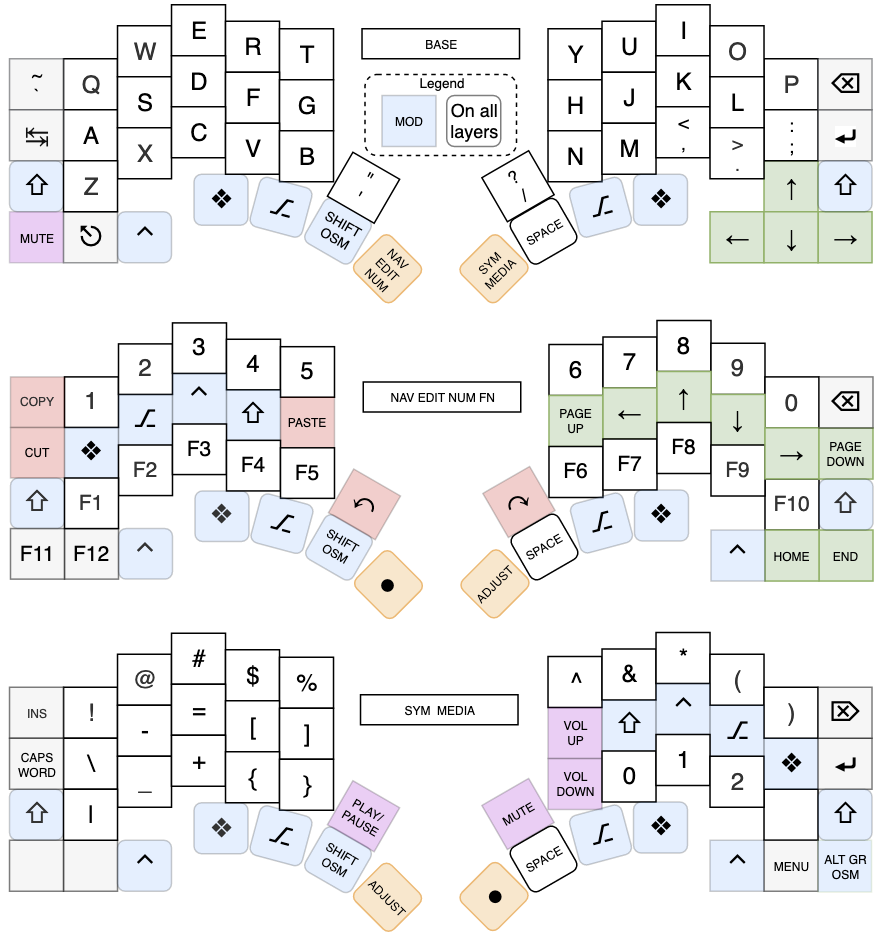 E
I
W
R
BASE
U
O
T
Y
~
`
Q
D
Legend
K
P
S
F
MOD
On all
layers
J
L
G
H
A
C
<
,
:
;
X
V
M
>
.
B
N
Z
"
'
?
/
↑
MUTE
^
SHIFT
OSM
SPACE
←
↓
→
NAV
EDIT
NUM
SYM
MEDIA
3
8
2
4
7
9
5
NAV EDIT NUM FN
6
COPY
1
^
↑
0
PASTE
PAGE
UP
←
↓
CUT
F3
F8
→
PAGE
DOWN
F2
F4
F7
F9
F5
F6
F1
F10
F11
F12
^
SHIFT
OSM
SPACE
^
HOME
END
●
ADJUST
#
*
@
$
&
(
%
^
INS
!
=
SYM MEDIA
^
)
-
[
VOL
UP
]
CAPS
WORD
\
+
1
_
{
VOL
DOWN
0
2
}
|
PLAY/
PAUSE
MUTE
^
SHIFT
OSM
SPACE
^
MENU
ALT GR
OSM
ADJUST
●